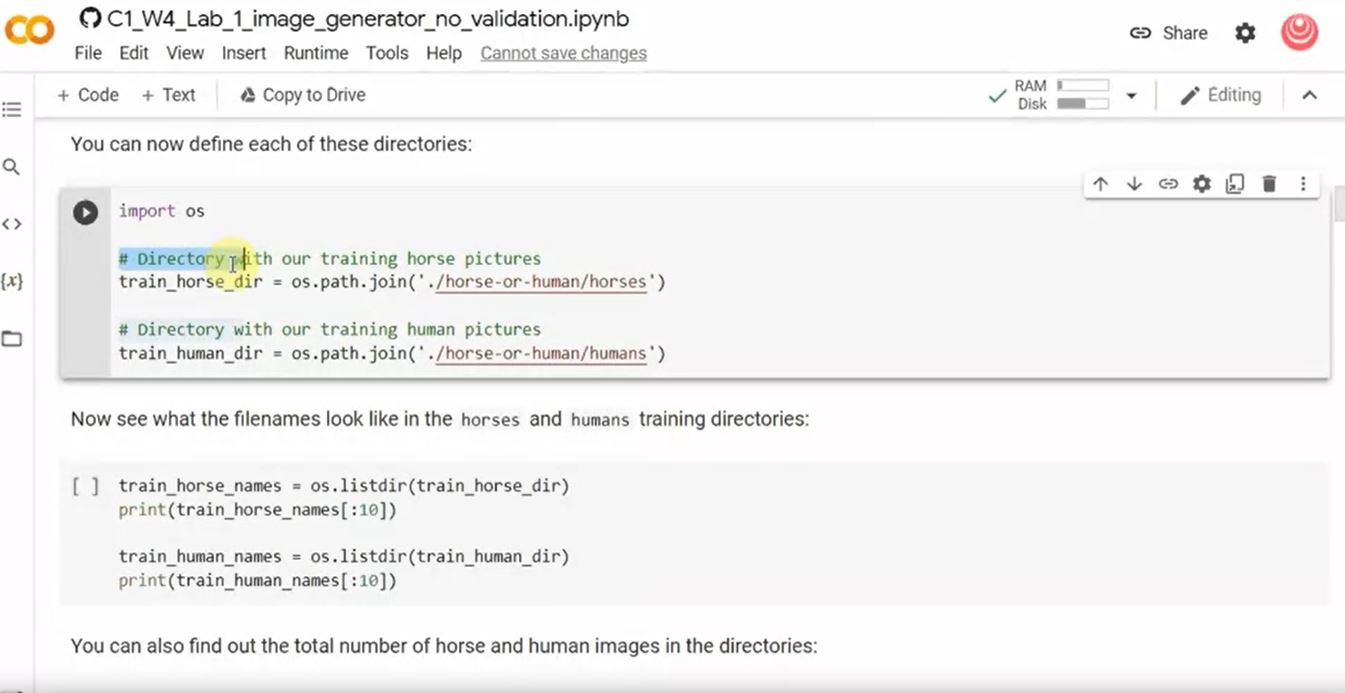 C1_W4_Lab_1_image_generator_no_validation.ipynb
Share
File Edit View Insert Runtime Tools Help Cannot save changes
+ Code + Text Copy to Drive
RAM
Disk
Editing
You can now define each of these directories:
import os
# Directory with our training horse pictures
train_horse_dir = os.path.join('./horse-or-human/horses')
# Directory with our training human pictures
train_human_dir = os.path.join('./horse-or-human/humans')
Now see what the filenames look like in the horses and humans training directories:
[ ] train_horse_names = os.listdir(train_horse_dir)
print(train_horse_names[:10])
train_human_names = os.listdir(train_human_dir)
print(train_human_names[:10])
You can also find out the total number of horse and human images in the directories: